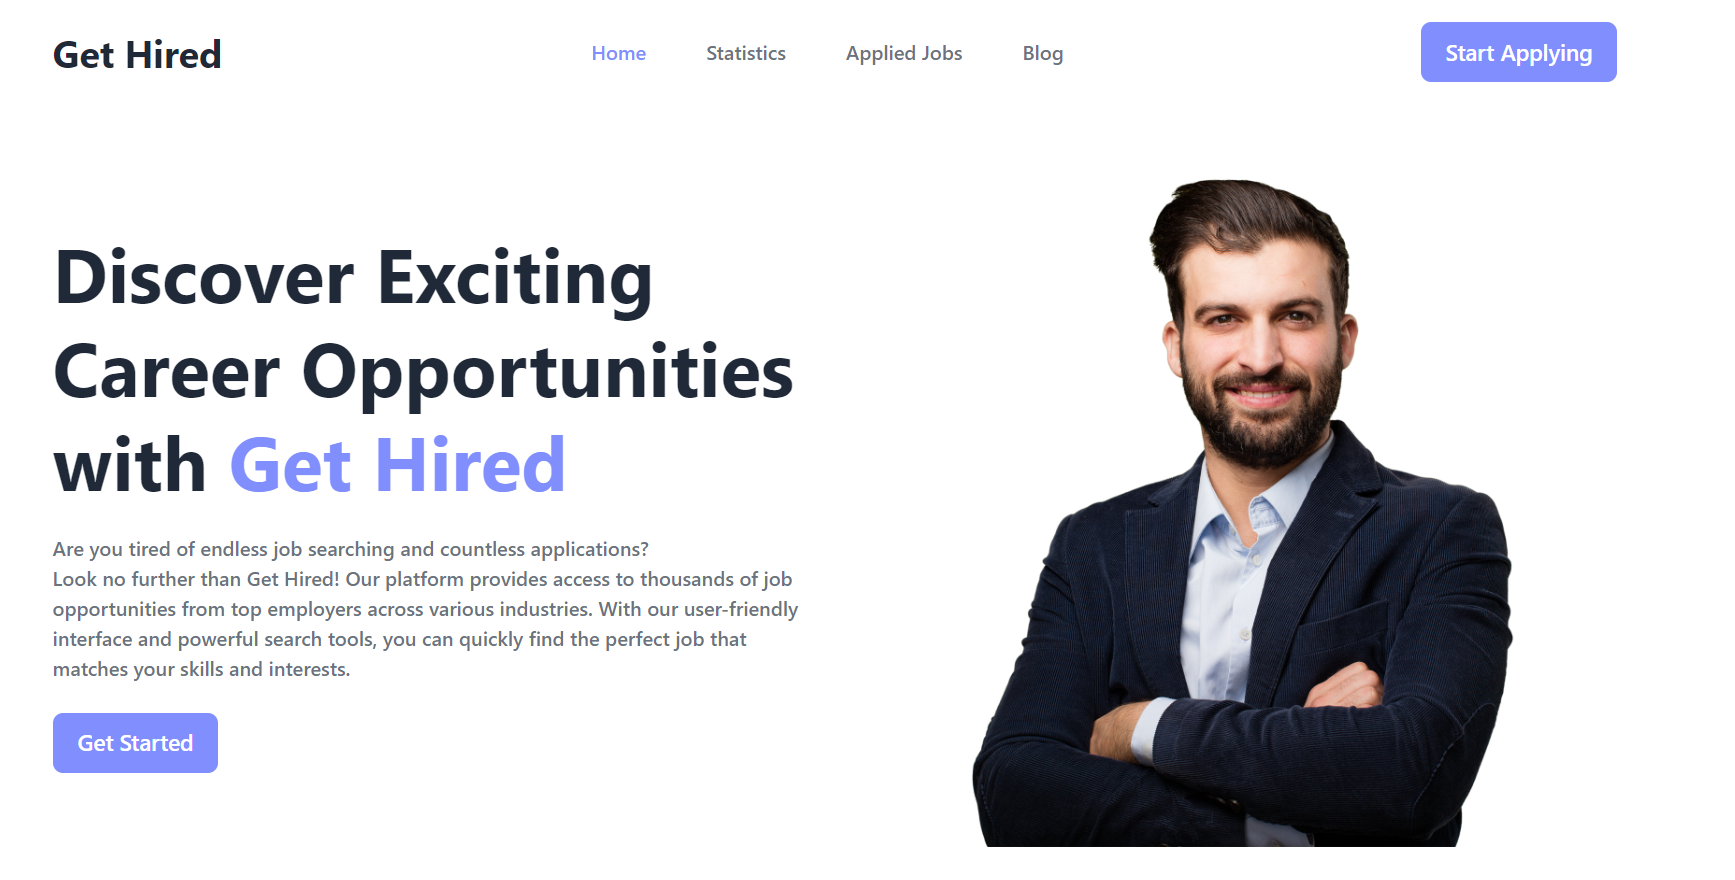 Get Hired
Home
Statistics
Applied Jobs
Blog
Start Applying
Discover Exciting
Career Opportunities
with Get Hired
Are you tired of endless job searching and countless applications?
Look no further than Get Hired! Our platform provides access to thousands of job
opportunities from top employers across various industries. With our user-friendly
interface and powerful search tools, you can quickly find the perfect job that
matches your skills and interests.
Get Started